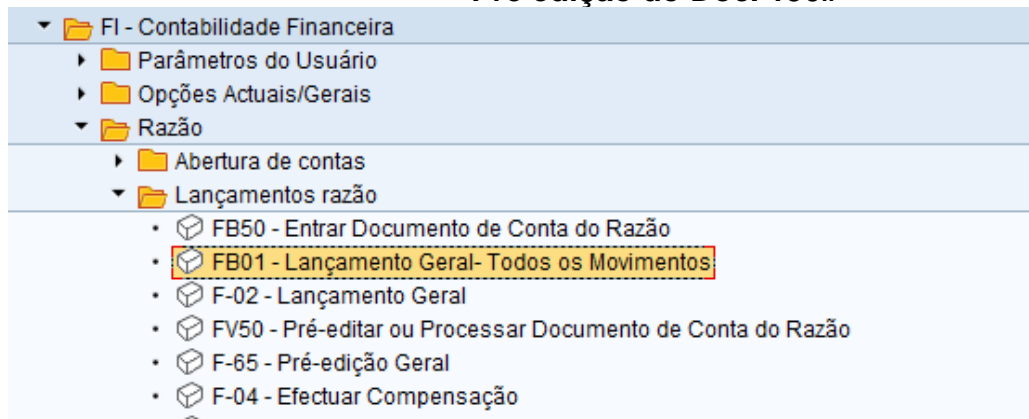 FI - Contabilidade Financeira
Parâmetros do Usuário
Opções Actuais/Gerais
Razão
Abertura de contas
Lançamentos razão
FB50 - Entrar Documento de Conta do Razão
FB01 - Lançamento Geral- Todos os Movimentos
F-02 - Lançamento Geral
FV50 - Pré-editar ou Processar Documento de Conta do Razão
F-65 - Pré-edição Geral
F-04 - Efectuar Compensação